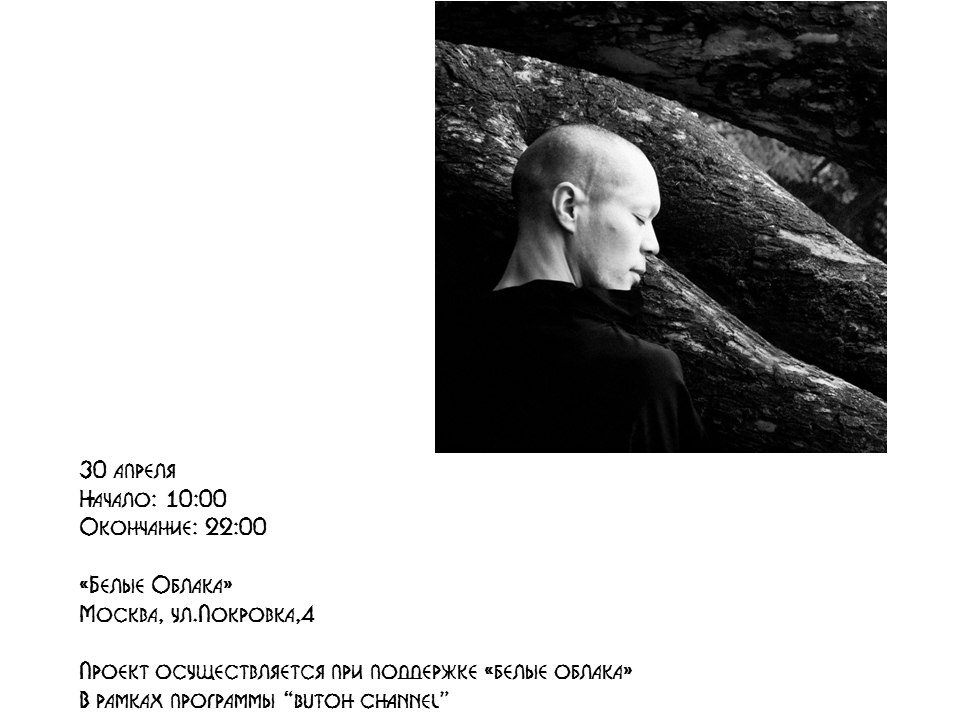 30 апреля
Начало: 10:00
Окончание: 22:00
«Белые Облака»
Москва, ул.Покровка,4
Проект осуществляется при поддержке «белые облака»
В рамках программы “butoh channel”